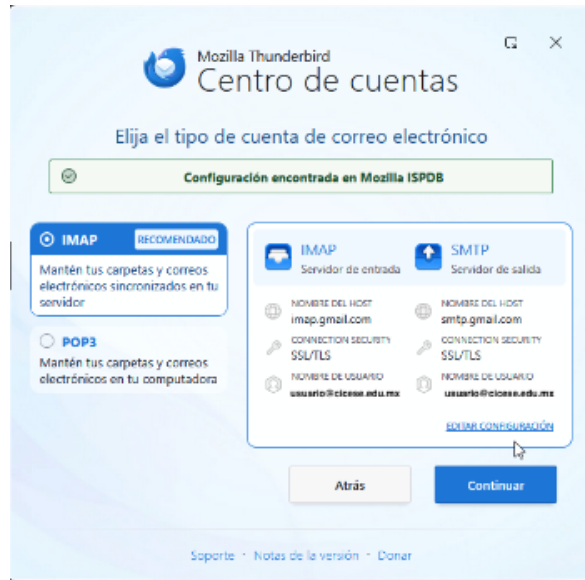 Mozilla Thunderbird
Centro de cuentas
Elija el tipo de cuenta de correo electrónico
Configuración encontrada en Mozilla ISPDB
IMAP RECOMENDADO
Mantén tus carpetas y correos
electrónicos sincronizados en tu
servidor
POP3
Mantén tus carpetas y correos
electrónicos en tu computadora
IMAP
Servidor de entrada
NOMBRE DEL HOST
imap.gmail.com
CONNECTION SECURITY
SSL/TLS
NOMBRE DE USUARIO
usuario@cicese.edu.mx
SMTP
Servidor de salida
NOMBRE DEL HOST
smtp.gmail.com
CONNECTION SECURITY
SSL/TLS
NOMBRE DE USUARIO
usuario@cicese.edu.mx
EDITAR CONFIGURACIÓN
Atrás
Continuar
Soporte · Notas de la versión · Donar